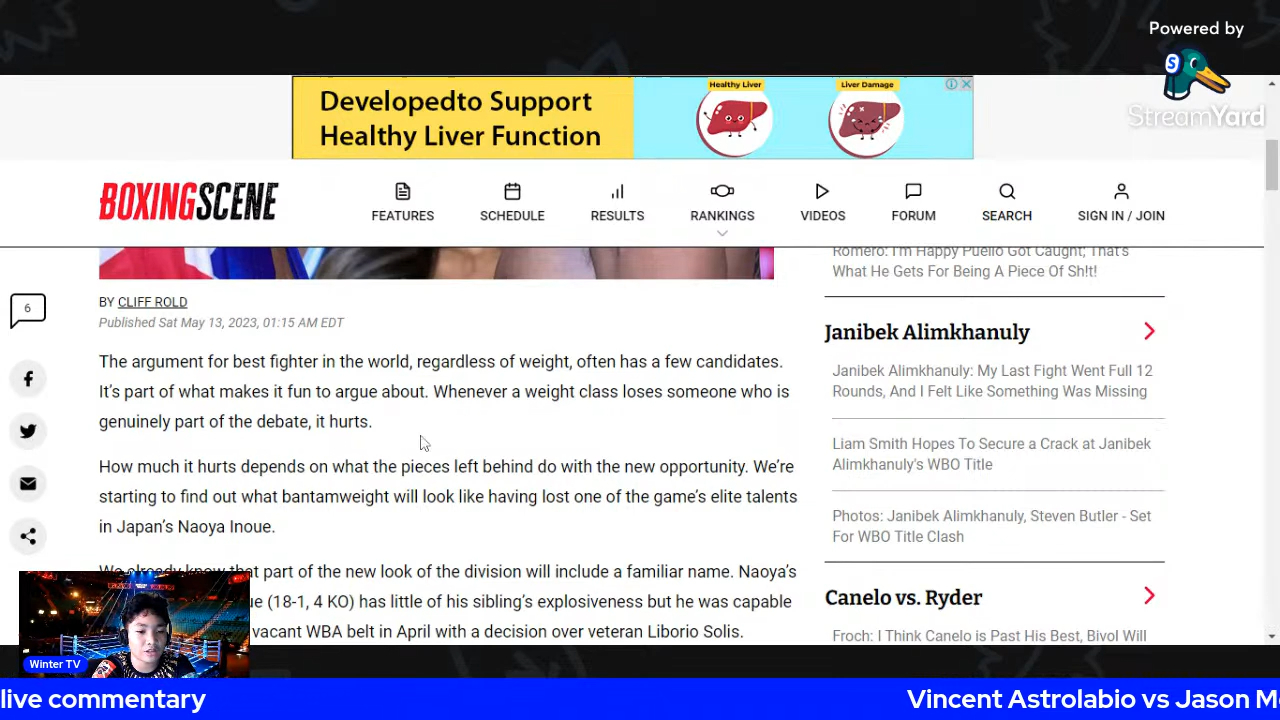 Powered by
StreamYard
Developedto Support
Healthy Liver Function
Healthy Liver
Liver Damage
BOXINGSCENE
FEATURES
SCHEDULE
RESULTS
RANKINGS
VIDEOS
FORUM
SEARCH
SIGN IN / JOIN
6
BY CLIFF ROLD
Published Sat May 13, 2023, 01:15 AM EDT
The argument for best fighter in the world, regardless of weight, often has a few candidates.
It's part of what makes it fun to argue about. Whenever a weight class loses someone who is
genuinely part of the debate, it hurts.
How much it hurts depends on what the pieces left behind do with the new opportunity. We're
starting to find out what bantamweight will look like having lost one of the game's elite talents
in Japan's Naoya Inoue.
We already know that part of the new look of the division will include a familiar name. Naoya's
ue (18-1, 4 KO) has little of his sibling's explosiveness but he was capable
vacant WBA belt in April with a decision over veteran Liborio Solis.
Romero: I'm Happy Puello Got Caught; That's
What He Gets For Being A Piece Of Sh!t!
Janibek Alimkhanuly
Janibek Alimkhanuly: My Last Fight Went Full 12
Rounds, And I Felt Like Something Was Missing
Liam Smith Hopes To Secure a Crack at Janibek
Alimkhanuly's WBO Title
Photos: Janibek Alimkhanuly, Steven Butler - Set
For WBO Title Clash
Canelo vs. Ryder
Froch: I Think Canelo is Past His Best, Bivol Will
Winter TV
live commentary
Vincent Astrolabio vs Jason M